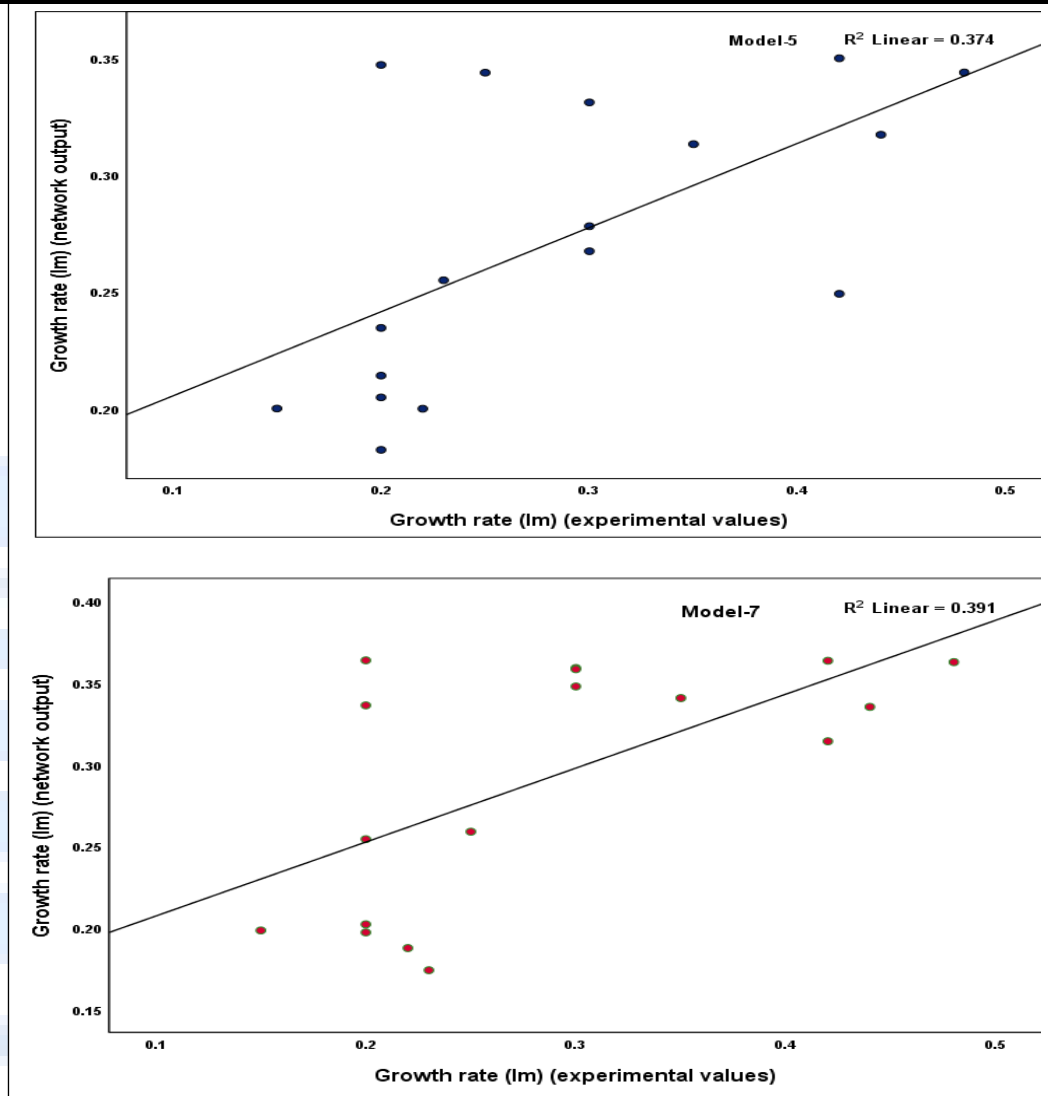 Model-5 R² Linear = 0.374
0.35
0.30
0.25
0.20
Growth rate (lm) (network output)
0.1 0.2 0.3 0.4 0.5
Growth rate (lm) (experimental values)
Model-7 R² Linear = 0.391
0.40
0.35
0.30
0.25
0.20
0.15
Growth rate (lm) (network output)
0.1 0.2 0.3 0.4 0.5
Growth rate (lm) (experimental values)